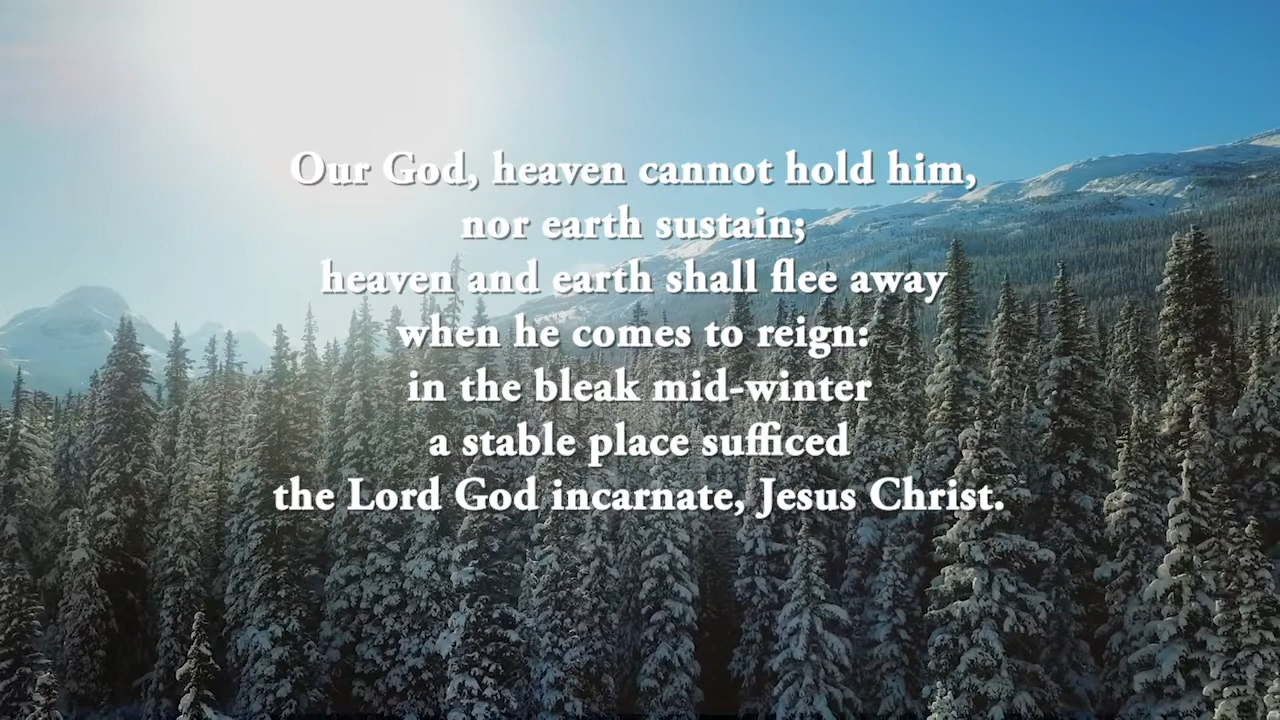 Our God, heaven cannot hold him,
nor earth sustain;
heaven and earth shall flee away
when he comes to reign:
in the bleak mid-winter
a stable place sufficed
the Lord God incarnate, Jesus Christ.